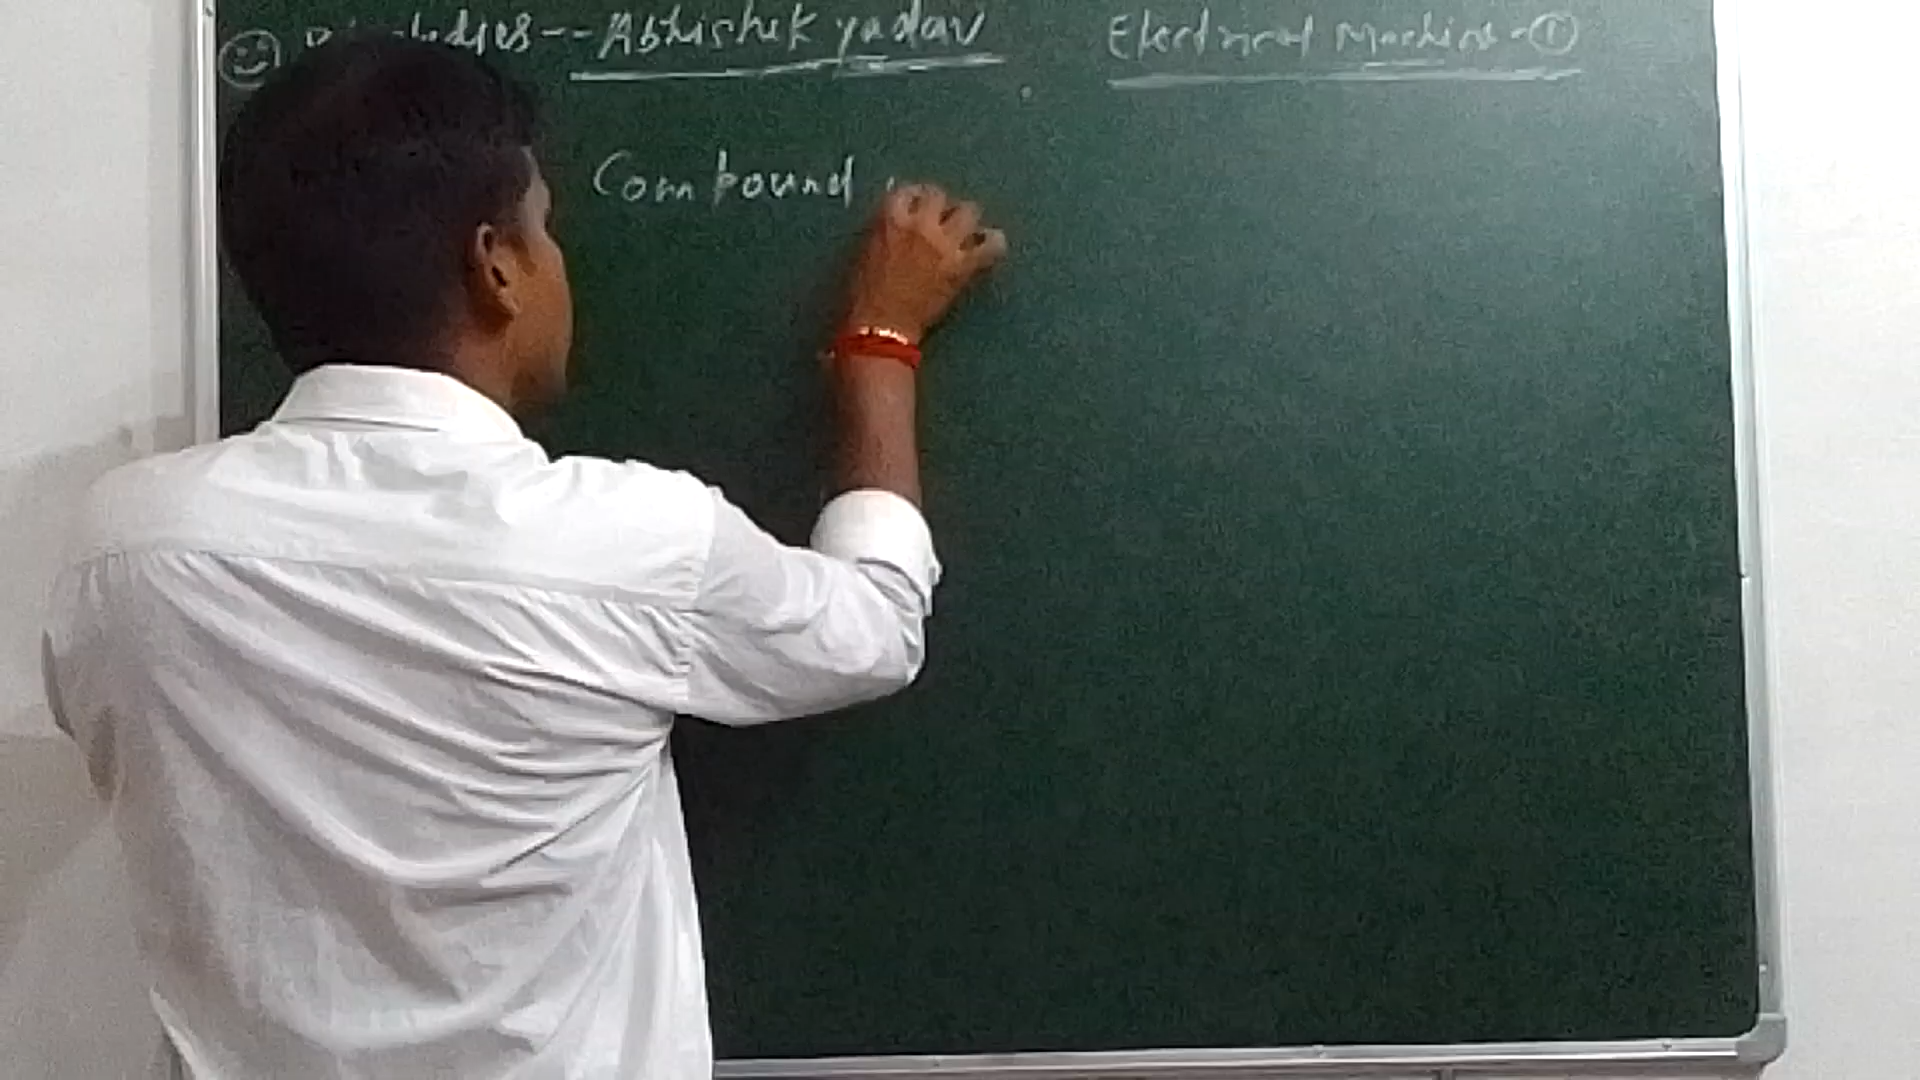 Abhishek yadav Electrical Machine - ①
Compound